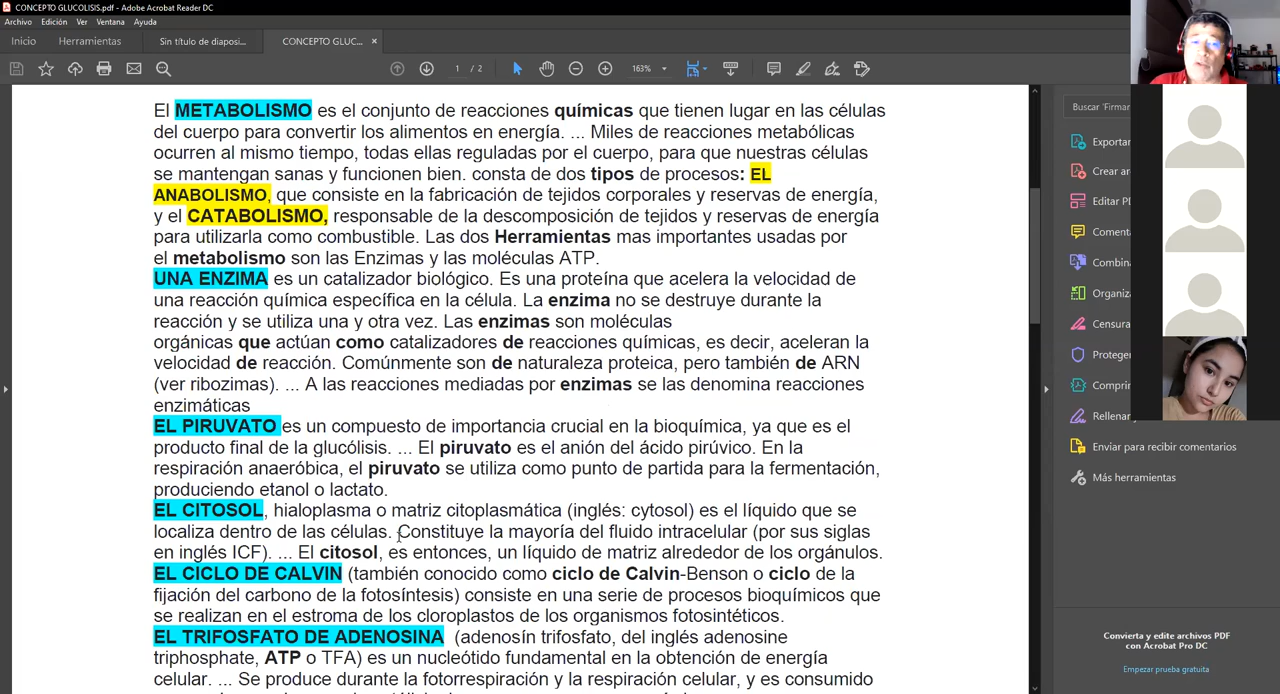 CONCEPTO GLUCOLISIS.pdf - Adobe Acrobat Reader DC
Archivo Edición Ver Ventana Ayuda
Inicio Herramientas Sin título de diaposi... CONCEPTO GLUC... ×
1 / 2 163%
El METABOLISMO es el conjunto de reacciones químicas que tienen lugar en las células
del cuerpo para convertir los alimentos en energía. ... Miles de reacciones metabólicas
ocurren al mismo tiempo, todas ellas reguladas por el cuerpo, para que nuestras células
se mantengan sanas y funcionen bien. consta de dos tipos de procesos: EL
ANABOLISMO, que consiste en la fabricación de tejidos corporales y reservas de energía,
y el CATABOLISMO, responsable de la descomposición de tejidos y reservas de energía
para utilizarla como combustible. Las dos Herramientas mas importantes usadas por
el metabolismo son las Enzimas y las moléculas ATP.
UNA ENZIMA es un catalizador biológico. Es una proteína que acelera la velocidad de
una reacción química específica en la célula. La enzima no se destruye durante la
reacción y se utiliza una y otra vez. Las enzimas son moléculas
orgánicas que actúan como catalizadores de reacciones químicas, es decir, aceleran la
velocidad de reacción. Comúnmente son de naturaleza proteica, pero también de ARN
(ver ribozimas). ... A las reacciones mediadas por enzimas se las denomina reacciones
enzimáticas
EL PIRUVATO es un compuesto de importancia crucial en la bioquímica, ya que es el
producto final de la glucólisis. ... El piruvato es el anión del ácido pirúvico. En la
respiración anaeróbica, el piruvato se utiliza como punto de partida para la fermentación,
produciendo etanol o lactato.
EL CITOSOL, hialoplasma o matriz citoplasmática (inglés: cytosol) es el líquido que se
localiza dentro de las células. Constituye la mayoría del fluido intracelular (por sus siglas
en inglés ICF). ... El citosol, es entonces, un líquido de matriz alrededor de los orgánulos.
EL CICLO DE CALVIN (también conocido como ciclo de Calvin-Benson o ciclo de la
fijación del carbono de la fotosíntesis) consiste en una serie de procesos bioquímicos que
se realizan en el estroma de los cloroplastos de los organismos fotosintéticos.
EL TRIFOSFATO DE ADENOSINA (adenosín trifosfato, del inglés adenosine
triphosphate, ATP o TFA) es un nucleótido fundamental en la obtención de energía
celular. ... Se produce durante la fotorrespiración y la respiración celular, y es consumido
Buscar 'Firmar
Exportar
Crear ar
Editar PD
Comenta
Combina
Organiza
Censura
Proteger
Comprir
Rellenar
Enviar para recibir comentarios
Más herramientas
Convierta y edite archivos PDF
con Acrobat Pro DC
Empezar prueba gratuita